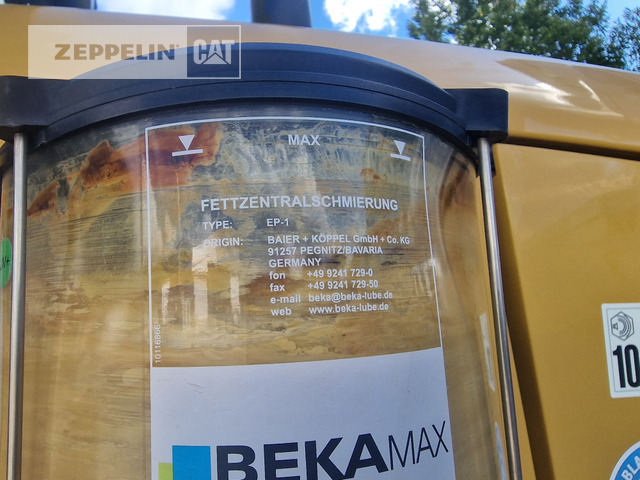 ZEPPELIN CAT
MAX
FETTZENTRALSCHMIERUNG
TYPE: EP-1
ORIGIN: BAIER + KÖPPEL GmbH + Co. KG
91257 PEGNITZ/BAVARIA
GERMANY
fon +49 9241 729-0
fax +49 9241 729-50
e-mail beka@beka-lube.de
web www.beka-lube.de
BEKAMAX
10
BLA